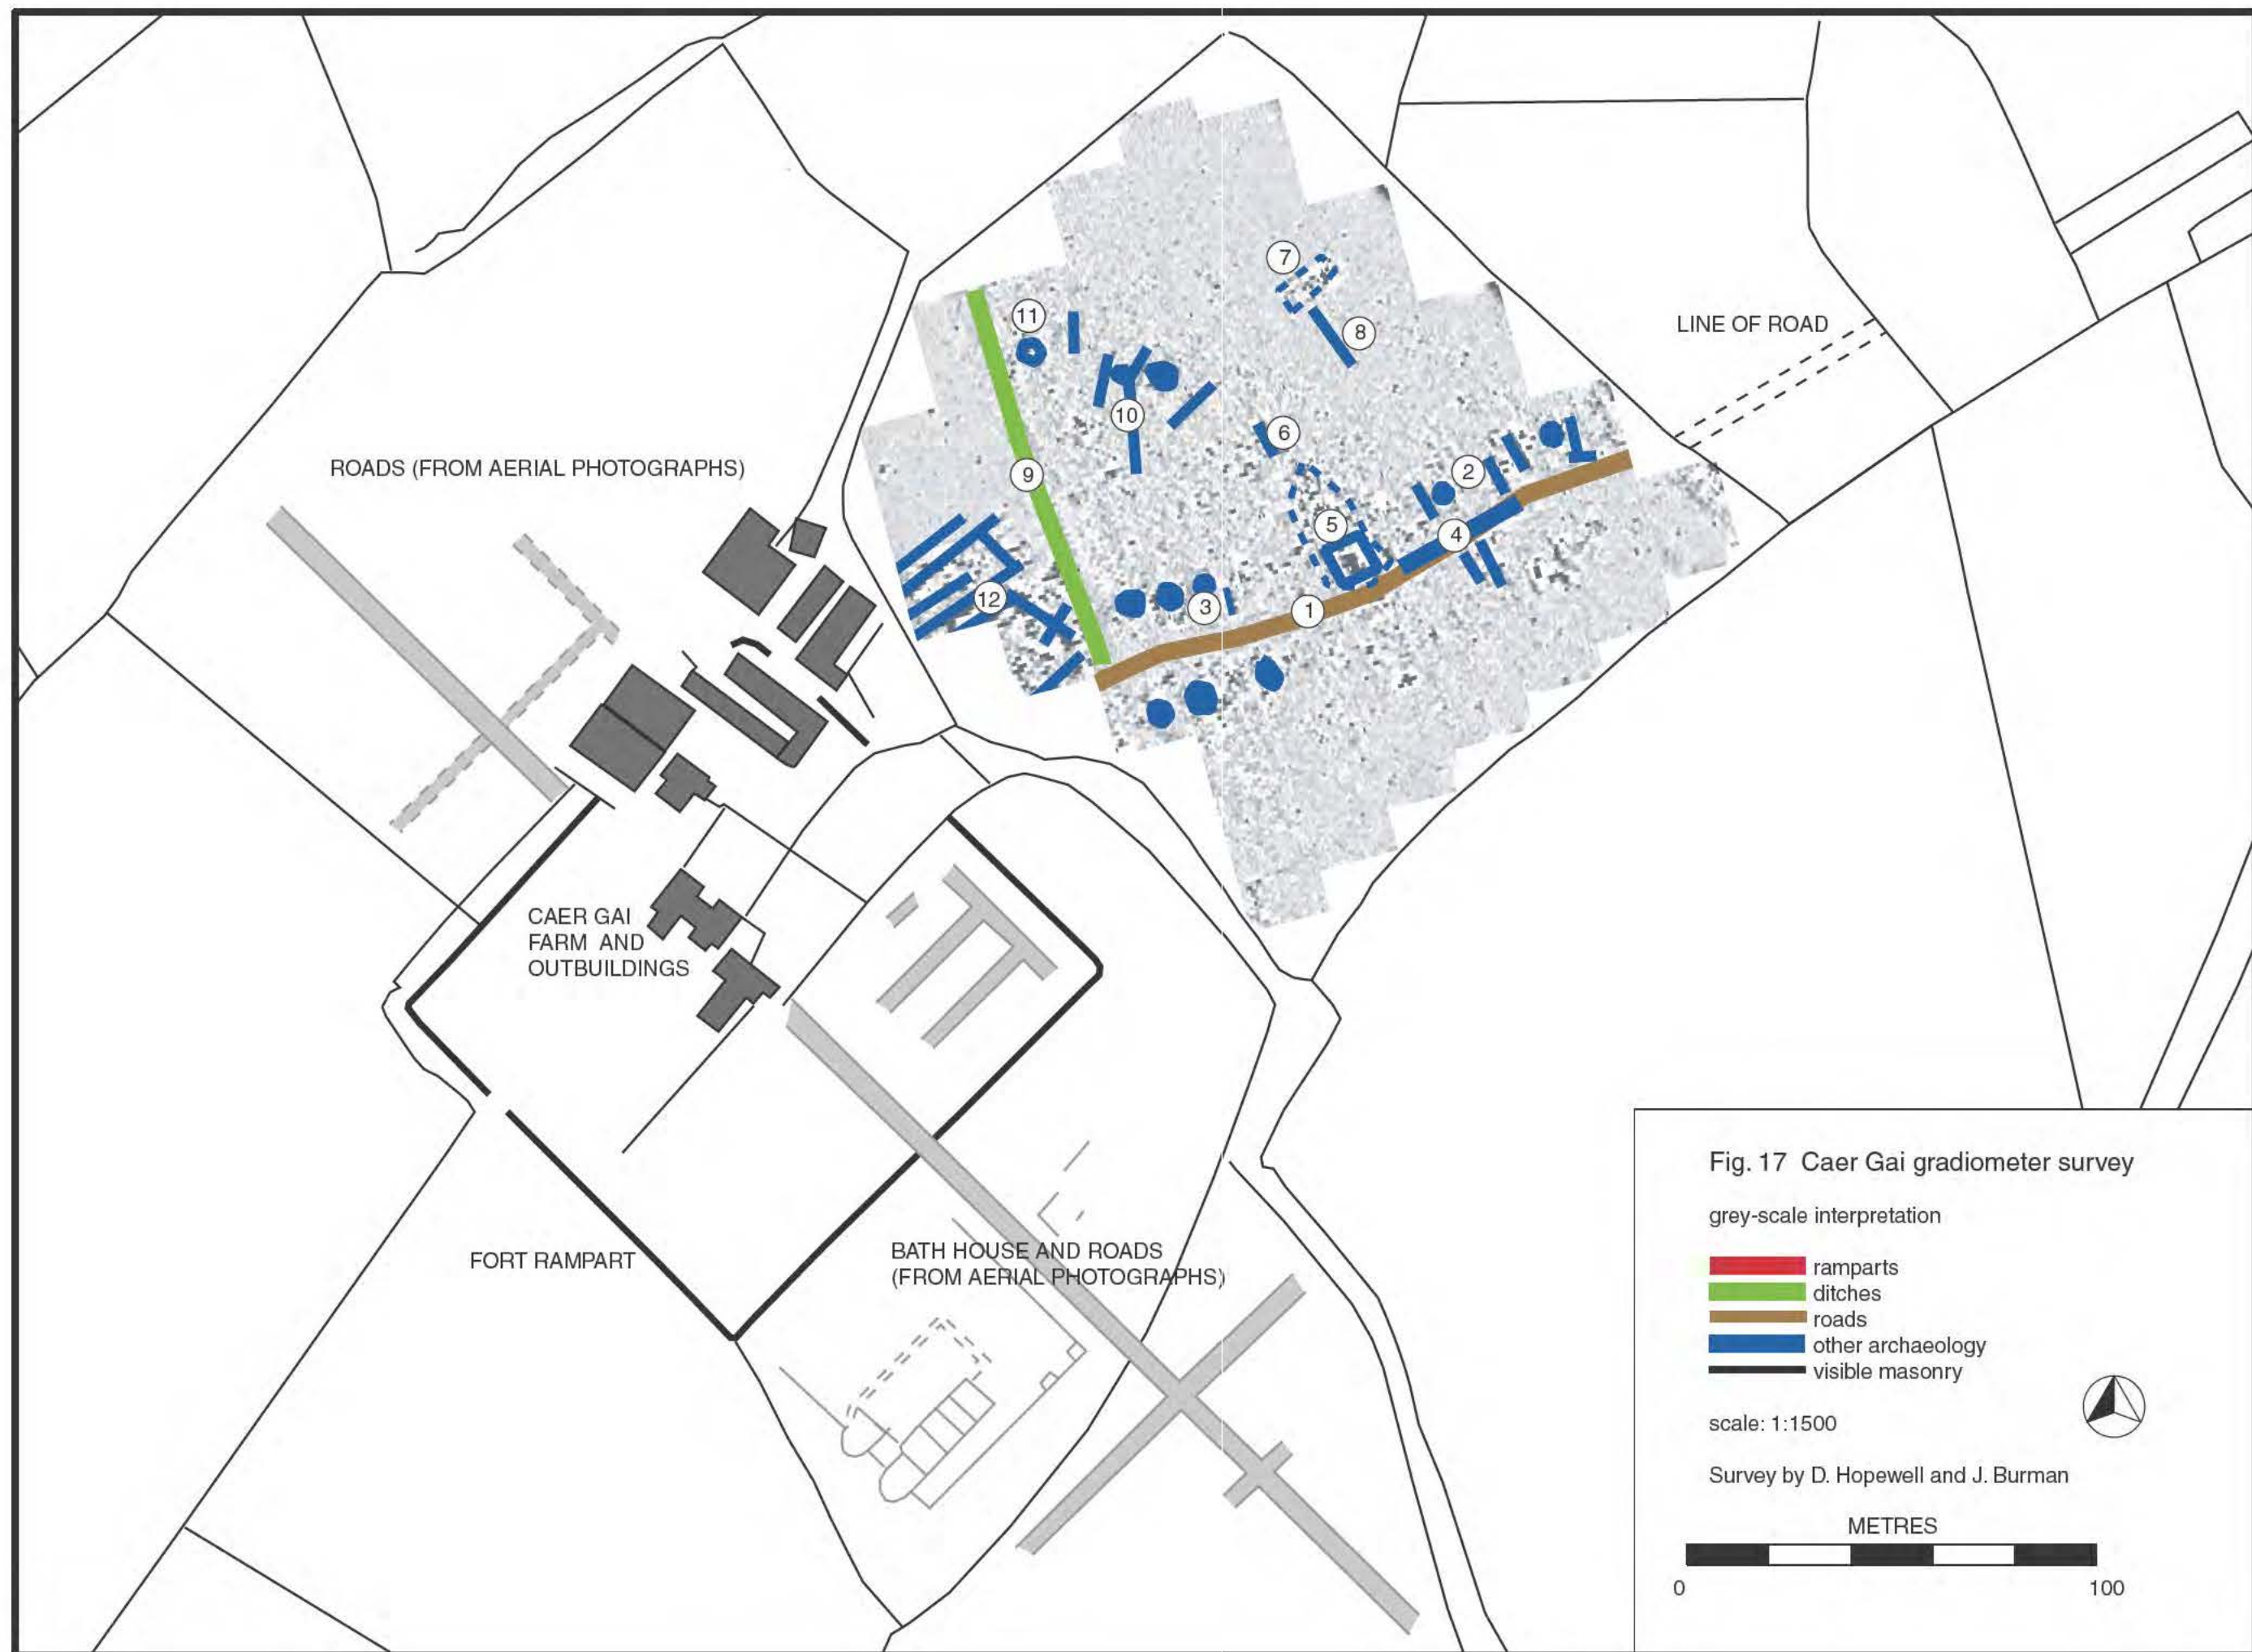 7
11
LINE OF ROAD
8
10
6
ROADS (FROM AERIAL PHOTOGRAPHS)
9
2
5
4
12
3
1
CAER GAI
FARM AND
OUTBUILDINGS
FORT RAMPART
BATH HOUSE AND ROADS
(FROM AERIAL PHOTOGRAPHS)
Fig. 17 Caer Gai gradiometer survey
grey-scale interpretation
ramparts
ditches
roads
other archaeology
visible masonry
scale: 1:1500
Survey by D. Hopewell and J. Burman
METRES
0 100